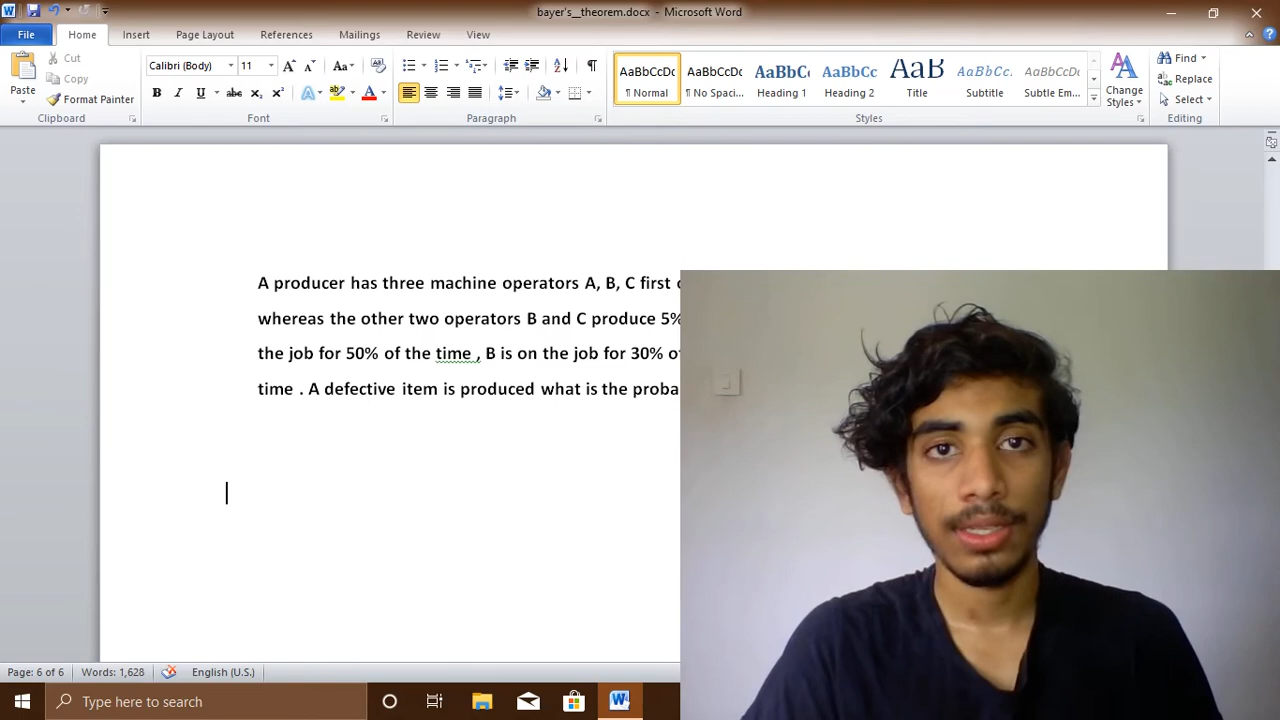 bayer's__theorem.docx - Microsoft Word
File Home Insert Page Layout References Mailings Review View
Paste Cut Copy Format Painter
Calibri (Body) 11
AaBbCcDc AaBbCcDc AaBbCc AaBbCc AaB AaBbCcDc AaBbCcDc
¶ Normal ¶ No Spaci... Heading 1 Heading 2 Title Subtitle Subtle Em...
Change Styles
Find Replace Select
Clipboard Font Paragraph Styles Editing
A producer has three machine operators A, B, C first
whereas the other two operators B and C produce 5%
the job for 50% of the time , B is on the job for 30%
time . A defective item is produced what is the
Page: 6 of 6 Words: 1,628 English (U.S.)
Type here to search